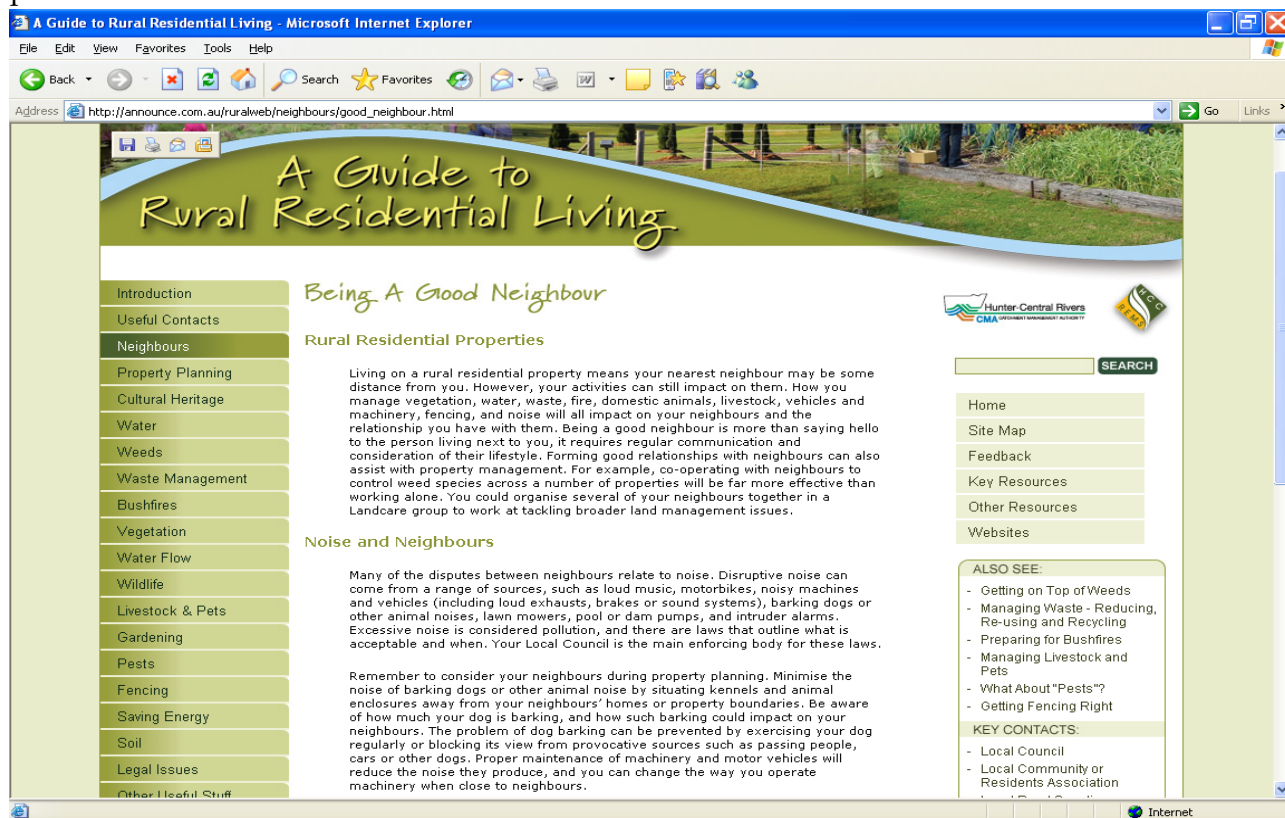 A Guide to Rural Residential Living - Microsoft Internet Explorer
File Edit View Favorites Tools Help
Back Search Favorites
Address http://announce.com.au/ruralweb/neighbours/good_neighbour.html Go Links
A Guide to
Rural Residential Living
Introduction
Useful Contacts
Neighbours
Property Planning
Cultural Heritage
Water
Weeds
Waste Management
Bushfires
Vegetation
Water Flow
Wildlife
Livestock & Pets
Gardening
Pests
Fencing
Saving Energy
Soil
Legal Issues
Other Useful Stuff
Being A Good Neighbour
Rural Residential Properties
Living on a rural residential property means your nearest neighbour may be some
distance from you. However, your activities can still impact on them. How you
manage vegetation, water, waste, fire, domestic animals, livestock, vehicles and
machinery, fencing, and noise will all impact on your neighbours and the
relationship you have with them. Being a good neighbour is more than saying hello
to the person living next to you, it requires regular communication and
consideration of their lifestyle. Forming good relationships with neighbours can also
assist with property management. For example, co-operating with neighbours to
control weed species across a number of properties will be far more effective than
working alone. You could organise several of your neighbours together in a
Landcare group to work at tackling broader land management issues.
Noise and Neighbours
Many of the disputes between neighbours relate to noise. Disruptive noise can
come from a range of sources, such as loud music, motorbikes, noisy machines
and vehicles (including loud exhausts, brakes or sound systems), barking dogs or
other animal noises, lawn mowers, pool or dam pumps, and intruder alarms.
Excessive noise is considered pollution, and there are laws that outline what is
acceptable and when. Your Local Council is the main enforcing body for these laws.
Remember to consider your neighbours during property planning. Minimise the
noise of barking dogs or other animal noise by situating kennels and animal
enclosures away from your neighbours' homes or property boundaries. Be aware
of how much your dog is barking, and how such barking could impact on your
neighbours. The problem of dog barking can be prevented by exercising your dog
regularly or blocking its view from provocative sources such as passing people,
cars or other dogs. Proper maintenance of machinery and motor vehicles will
reduce the noise they produce, and you can change the way you operate
machinery when close to neighbours.
Hunter-Central Rivers
CMA CATCHMENT MANAGEMENT AUTHORITY
HCC
REMS
SEARCH
Home
Site Map
Feedback
Key Resources
Other Resources
Websites
ALSO SEE:
- Getting on Top of Weeds
- Managing Waste - Reducing,
Re-using and Recycling
- Preparing for Bushfires
- Managing Livestock and
Pets
- What About "Pests"?
- Getting Fencing Right
KEY CONTACTS:
- Local Council
- Local Community or
Residents Association
Internet